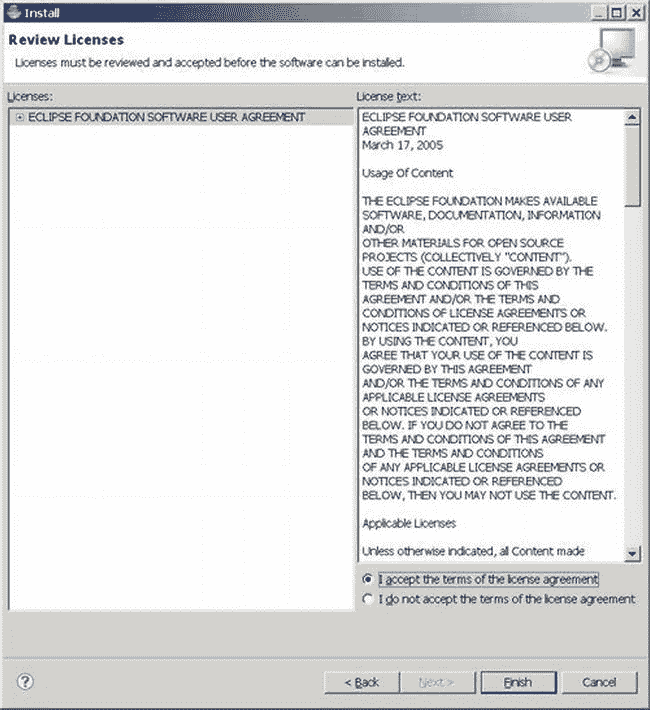 Install
Review Licenses
Licenses must be reviewed and accepted before the software can be installed.
Licenses:
ECLIPSE FOUNDATION SOFTWARE USER AGREEMENT
License text:
ECLIPSE FOUNDATION SOFTWARE USER
AGREEMENT
March 17, 2005
Usage Of Content
THE ECLIPSE FOUNDATION MAKES AVAILABLE
SOFTWARE, DOCUMENTATION, INFORMATION
AND/OR
OTHER MATERIALS FOR OPEN SOURCE
PROJECTS (COLLECTIVELY "CONTENT").
USE OF THE CONTENT IS GOVERNED BY THE
TERMS AND CONDITIONS OF THIS
AGREEMENT AND/OR THE TERMS AND
CONDITIONS OF LICENSE AGREEMENTS OR
NOTICES INDICATED OR REFERENCED BELOW.
BY USING THE CONTENT, YOU
AGREE THAT YOUR USE OF THE CONTENT IS
GOVERNED BY THIS AGREEMENT
AND/OR THE TERMS AND CONDITIONS OF ANY
APPLICABLE LICENSE AGREEMENTS
OR NOTICES INDICATED OR REFERENCED
BELOW. IF YOU DO NOT AGREE TO THE
TERMS AND CONDITIONS OF THIS AGREEMENT
AND THE TERMS AND CONDITIONS
OF ANY APPLICABLE LICENSE AGREEMENTS OR
NOTICES INDICATED OR REFERENCED
BELOW, THEN YOU MAY NOT USE THE CONTENT.
Applicable Licenses
Unless otherwise indicated, all Content made
I accept the terms of the license agreement
I do not accept the terms of the license agreement
? < Back Next > Finish Cancel